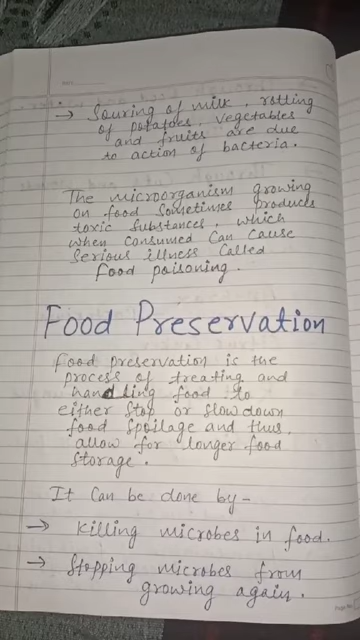 → Souring of milk, rotting
of potatoes, vegetables
and fruits are due
to action of bacteria.
The microorganism growing
on food Sometimes produces
toxic Substances, which
when consumed Can Cause
Serious illness Called
food poisoning.
Food Preservation
Food preservation is the
process of treating and
handling food to
either Stop or Slow down
food Spoilage and thus,
allow for longer food
Storage.
It Can be done by-
→ Killing microbes in food.
→ Stopping microbes from
growing again.